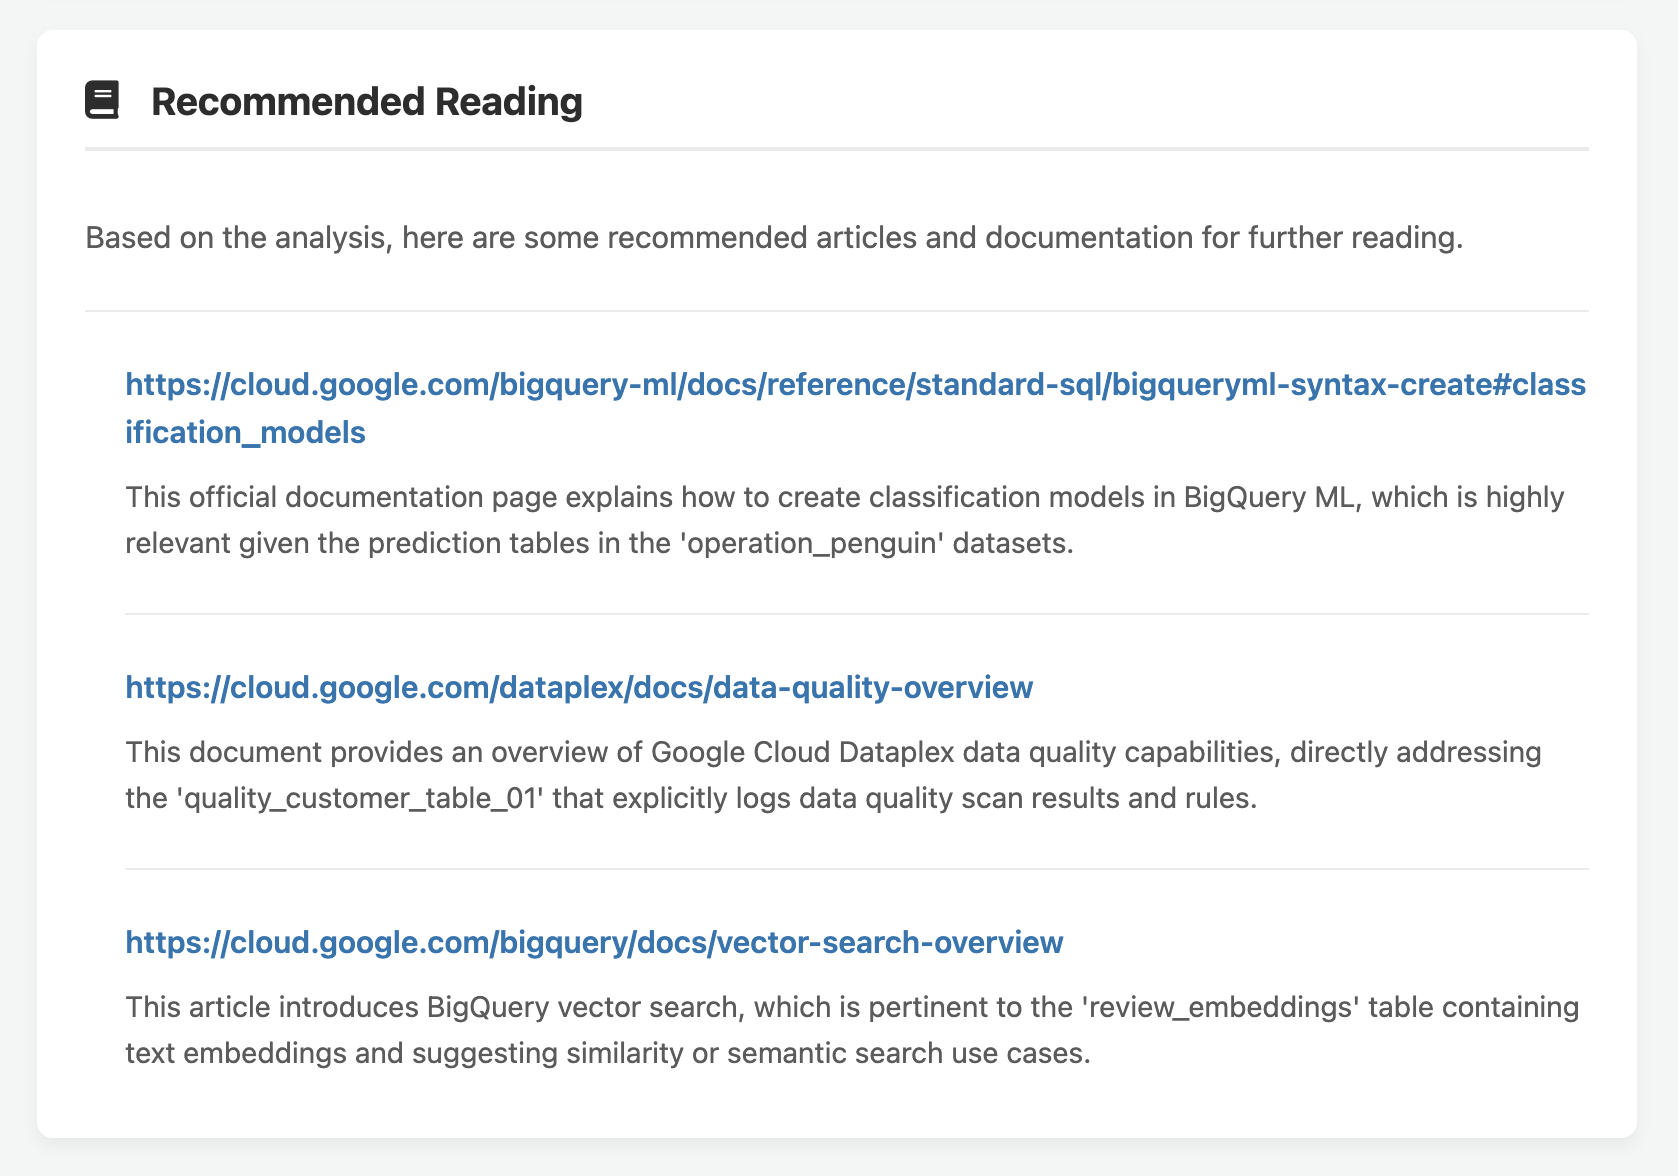 Recommended Reading
Based on the analysis, here are some recommended articles and documentation for further reading.
https://cloud.google.com/bigquery-ml/docs/reference/standard-sql/bigqueryml-syntax-create#class
ification_models
This official documentation page explains how to create classification models in BigQuery ML, which is highly
relevant given the prediction tables in the 'operation_penguin' datasets.
https://cloud.google.com/dataplex/docs/data-quality-overview
This document provides an overview of Google Cloud Dataplex data quality capabilities, directly addressing
the 'quality_customer_table_01' that explicitly logs data quality scan results and rules.
https://cloud.google.com/bigquery/docs/vector-search-overview
This article introduces BigQuery vector search, which is pertinent to the 'review_embeddings' table containing
text embeddings and suggesting similarity or semantic search use cases.